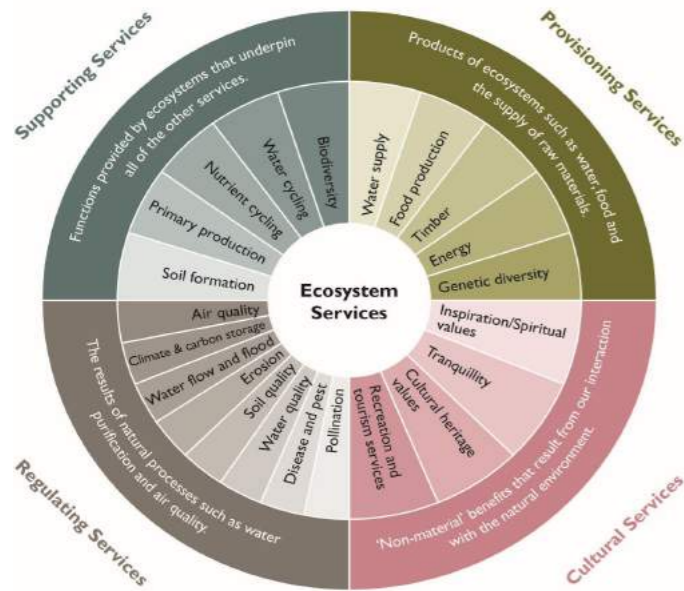 Supporting Services
Functions provided by ecosystems that underpin
all of the other services.
Soil formation
Primary production
Nutrient cycling
Water cycling
Biodiversity
Provisioning Services
Products of ecosystems such as water, food and
the supply of raw materials.
Water supply
Food production
Timber
Energy
Genetic diversity
Ecosystem
Services
Regulating Services
The results of natural processes such as water
purification and air quality.
Air quality
Climate & carbon storage
Water flow and flood
Erosion
Soil quality
Water quality
Disease and pest
Pollination
Cultural Services
'Non-material' benefits that result from our interaction
with the natural environment.
Inspiration/Spiritual
values
Tranquillity
Cultural heritage
values
Recreation and
tourism services